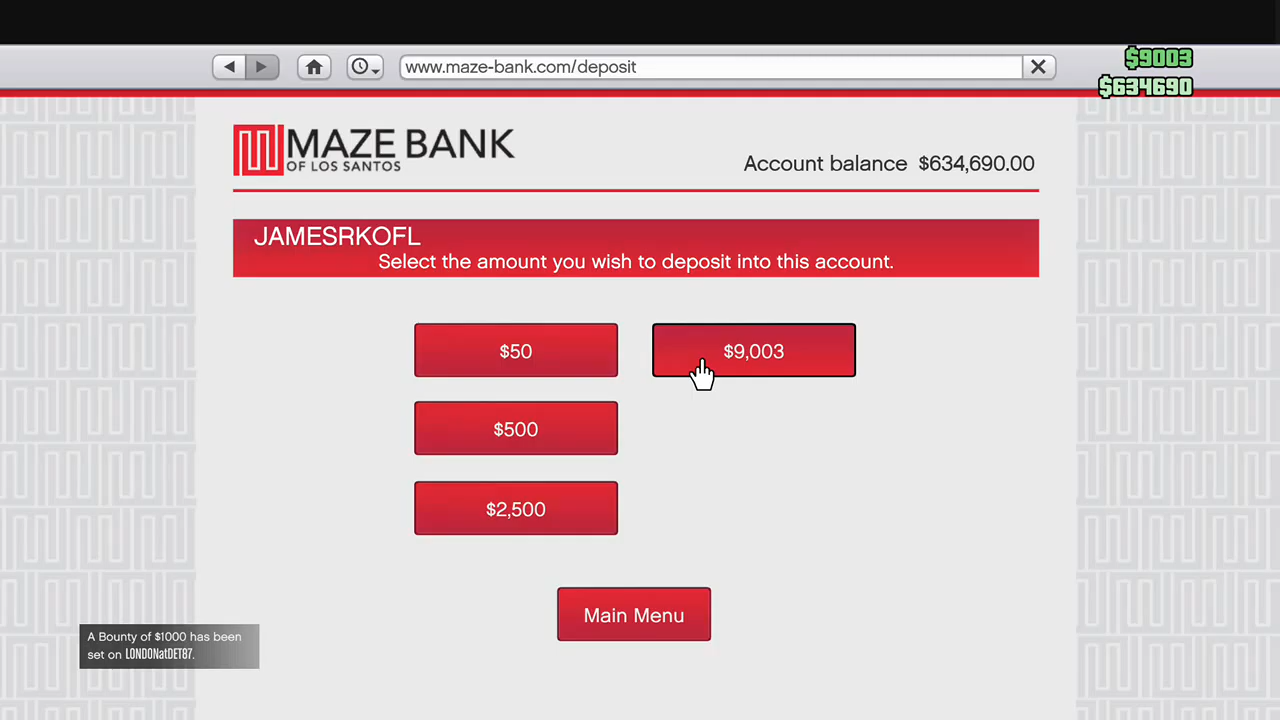 www.maze-bank.com/deposit
$9003
$634690
MAZE BANK
OF LOS SANTOS
Account balance $634,690.00
JAMESRKOFL
Select the amount you wish to deposit into this account.
$50
$9,003
$500
$2,500
Main Menu
A Bounty of $1000 has been
set on LONDONatDET87.